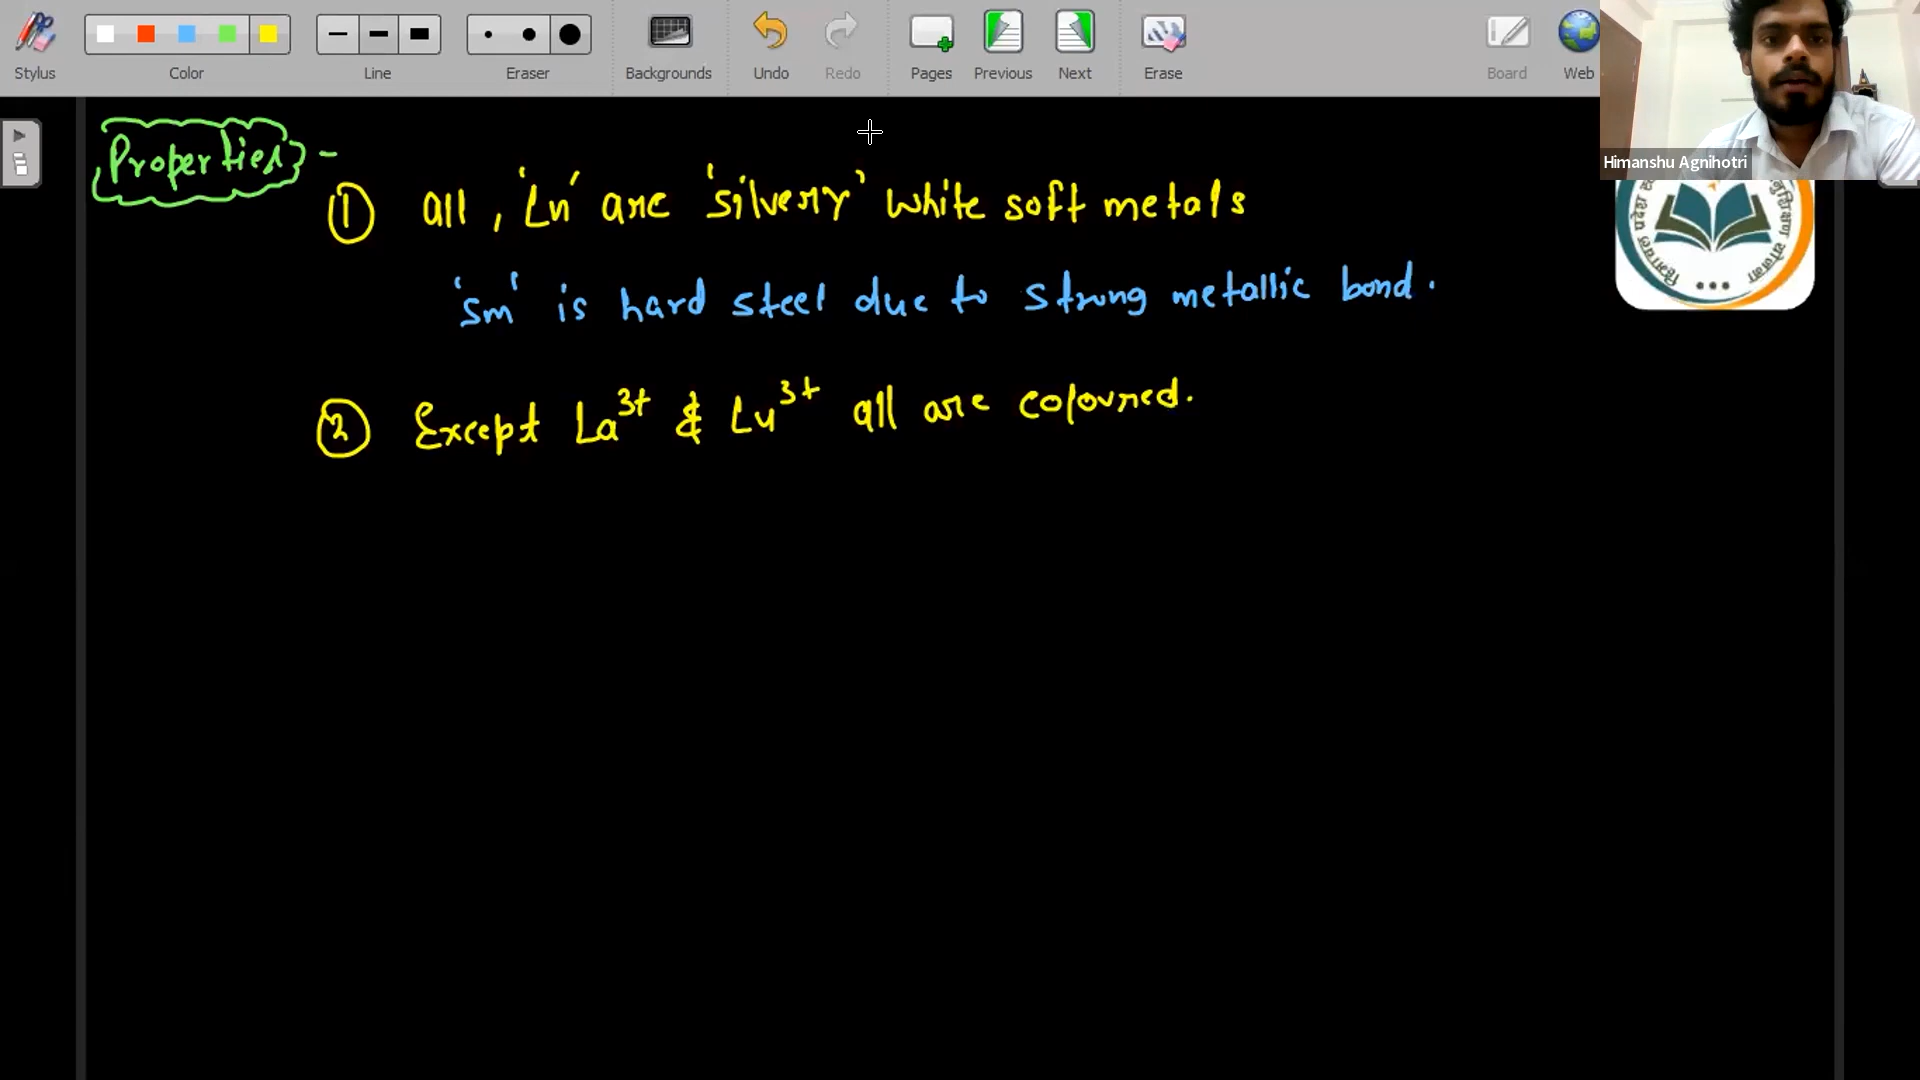 Stylus Color Line Eraser Backgrounds Undo Redo Pages Previous Next Erase Board Web
Himanshu Agnihotri
Properties -
① all, 'Ln' are 'silvery' white soft metals
'Sm' is hard steel due to strong metallic bond.
② Except La³⁺ & Lu³⁺ all are coloured.